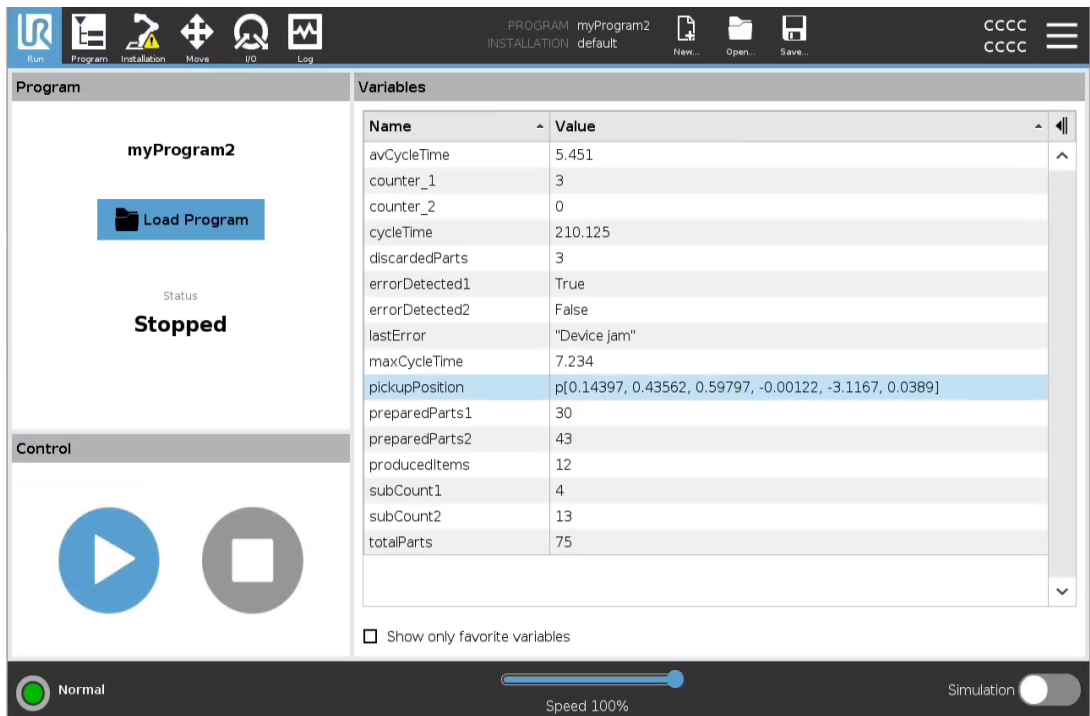 UR
PROGRAM myProgram2
INSTALLATION default
CCCC
CCCC
Run Program Installation Move I/O Log New... Open... Save...
Program
myProgram2
Load Program
Status
Stopped
Control
Variables
Name Value
avCycleTime 5.451
counter_1 3
counter_2 0
cycleTime 210.125
discardedParts 3
errorDetected1 True
errorDetected2 False
lastError "Device jam"
maxCycleTime 7.234
pickupPosition p[0.14397, 0.43562, 0.59797, -0.00122, -3.1167, 0.0389]
preparedParts1 30
preparedParts2 43
producedItems 12
subCount1 4
subCount2 13
totalParts 75
Show only favorite variables
Normal
Speed 100%
Simulation